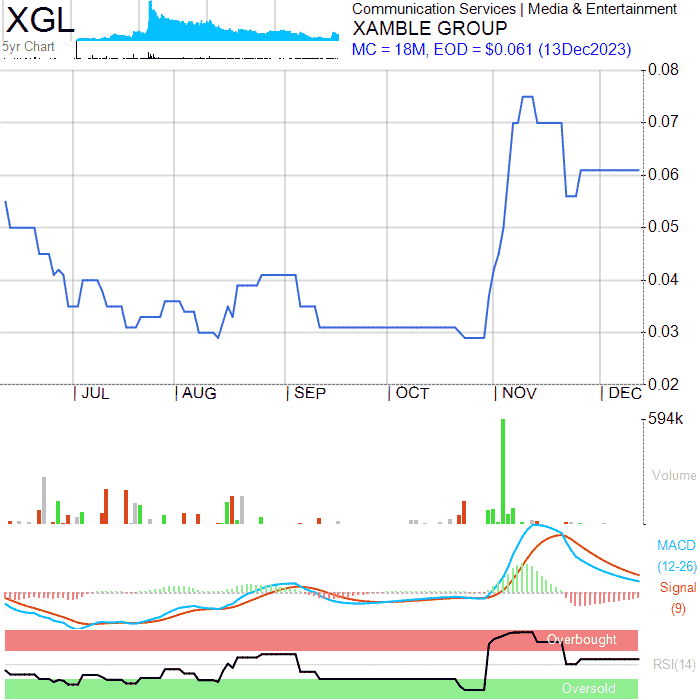 XGL
5yr Chart
Communication Services | Media & Entertainment
XAMBLE GROUP
MC = 18M, EOD = $0.061 (13Dec2023)
0.08
0.07
0.06
0.05
0.04
0.03
0.02
| JUL | AUG | SEP | OCT | NOV | DEC
594k
Volume
MACD
(12-26)
Signal
(9)
Overbought
RSI(14)
Oversold